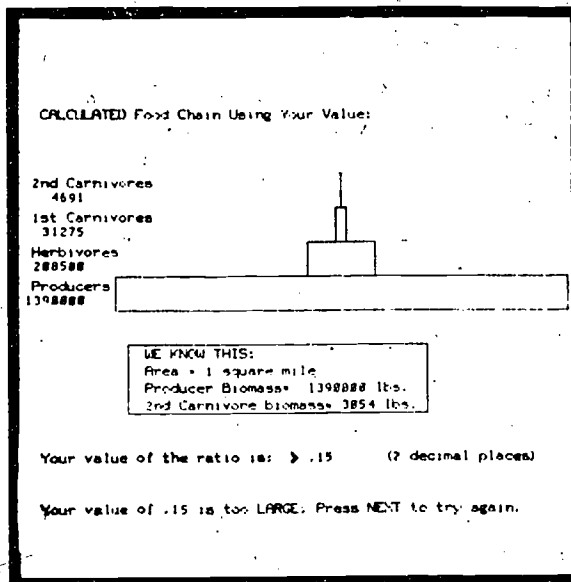 CALCULATED Food Chain Using Your Value:
2nd Carnivores
4691
1st Carnivores
31275
Herbivores
208500
Producers
1390000
WE KNOW THIS:
Area = 1 square mile
Producer Biomass= 1390000 lbs.
2nd Carnivore biomass= 3054 lbs.
Your value of the ratio is: > .15 (2 decimal places)
Your value of .15 is too LARGE. Press NEXT to try again.